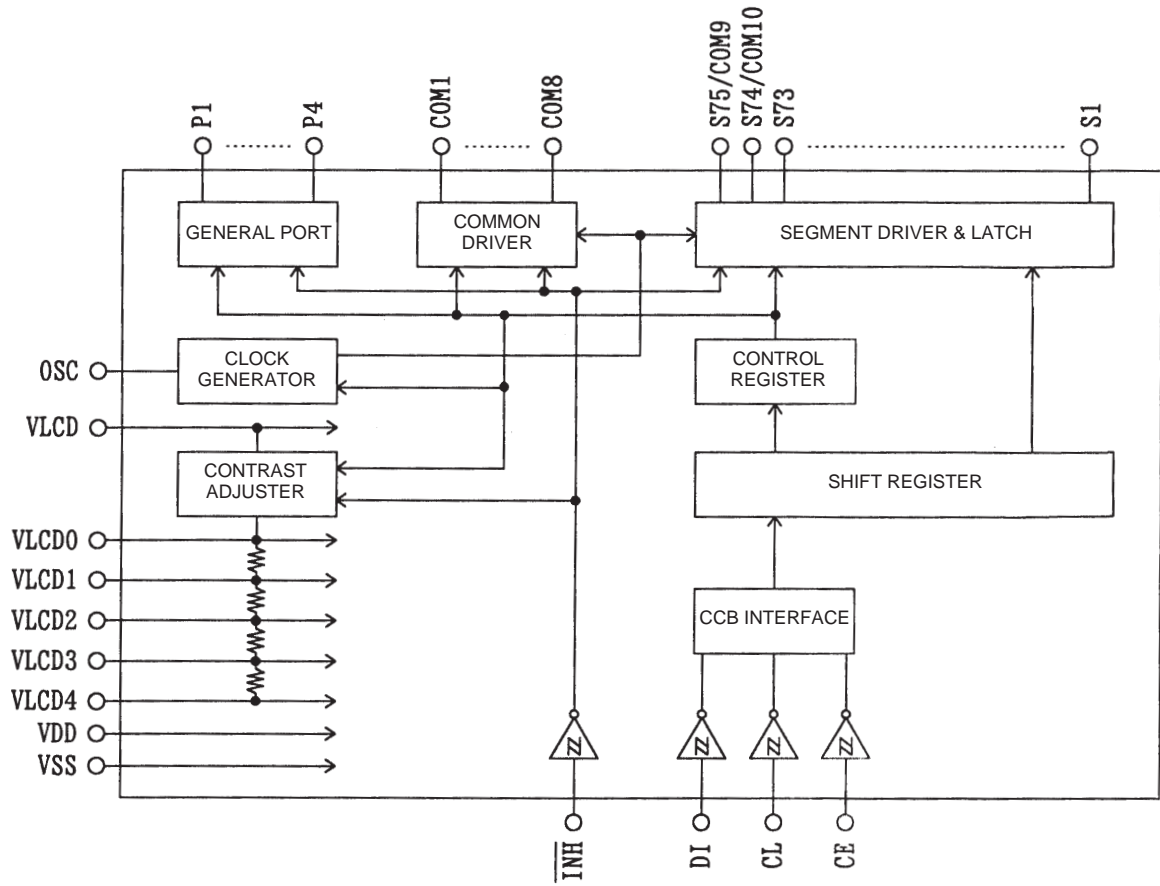 P1
P4
COM1
COM8
S75/COM9
S74/COM10
S73
S1
GENERAL PORT
COMMON
DRIVER
SEGMENT DRIVER & LATCH
OSC
CLOCK
GENERATOR
CONTROL
REGISTER
VLCD
CONTRAST
ADJUSTER
SHIFT REGISTER
VLCD0
VLCD1
VLCD2
VLCD3
VLCD4
VDD
VSS
CCB INTERFACE
INH
DI
CL
CE